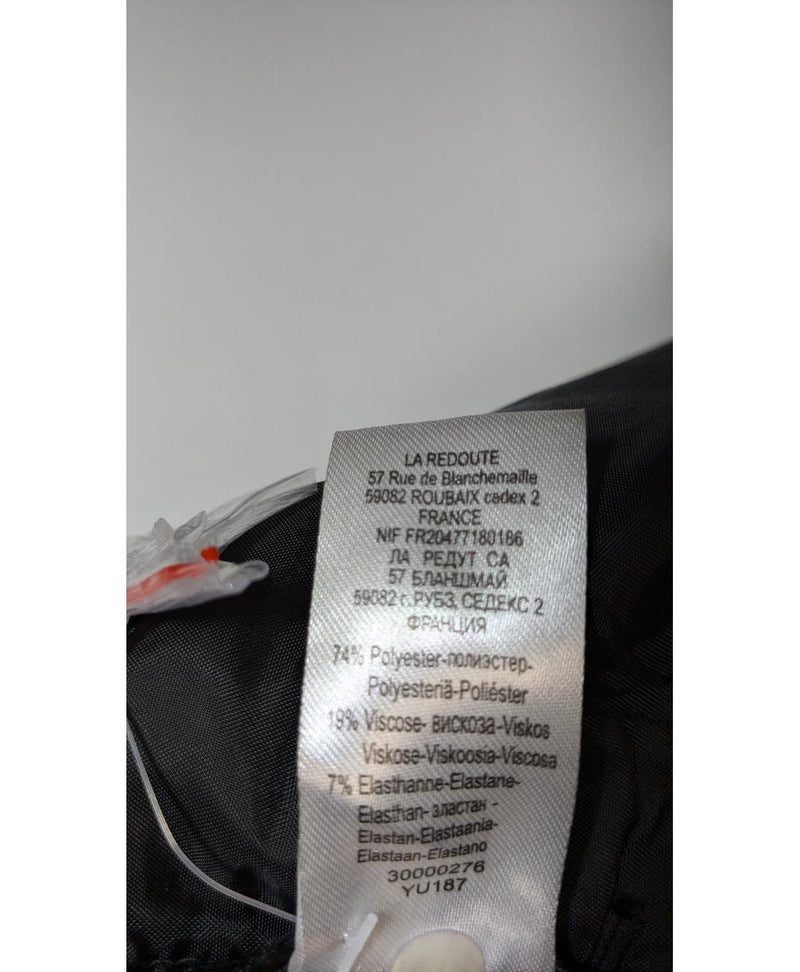 LA REDOUTE
57 Rue de Blanchemaille
59082 ROUBAIX cedex 2
FRANCE
NIF FR20477180186
ЛА РЕДУТ СА
57 БЛАНШМАЙ
59082 г. РУБЗ, СЕДЕКС 2
ФРАНЦИЯ
74% Polyester-полиэстер-
Polyesteriä-Poliéster
19% Viscose- вискоза-Viskos
Viskose-Viskoosia-Viscosa
7% Elasthanne-Elastane-
Elasthan- эластан -
Elastan-Elastaania-
Elastaan-Elastano
30000276
YU187